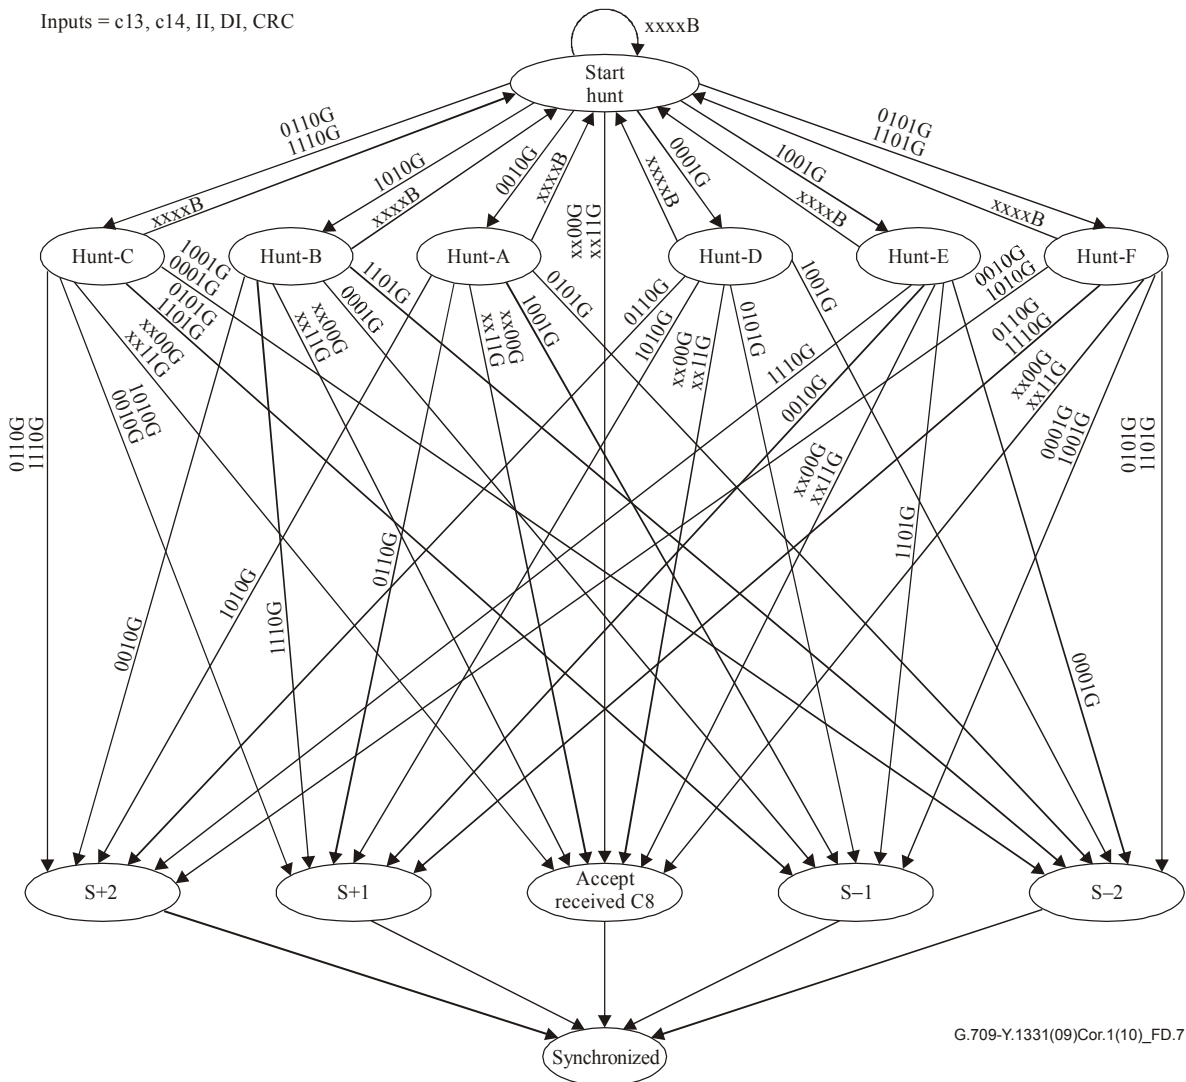 Inputs = c13, c14, II, DI, CRC
xxxxB
Start
hunt
0110G
1110G
1010G
0010G
xxxxB
xx00G
xx11G
xxxxB
0001G
1001G
0101G
1101G
xxxxB
xxxxB
xxxxB
xxxxB
Hunt-C
Hunt-B
Hunt-A
Hunt-D
Hunt-E
Hunt-F
1001G
0001G
0101G
1101G
xx00G
xx11G
1010G
0010G
0110G
1110G
xx00G
xx11G
0001G
1101G
xx00G
xx11G
1001G
0101G
0110G
1010G
xx00G
xx11G
0101G
1001G
1110G
0010G
xx00G
xx11G
0010G
1010G
0110G
1110G
xx00G
xx11G
0001G
1001G
0101G
1101G
0010G
1110G
1010G
0110G
1101G
0001G
S+2
S+1
Accept
received C8
S–1
S–2
Synchronized
G.709-Y.1331(09)Cor.1(10)_FD.7